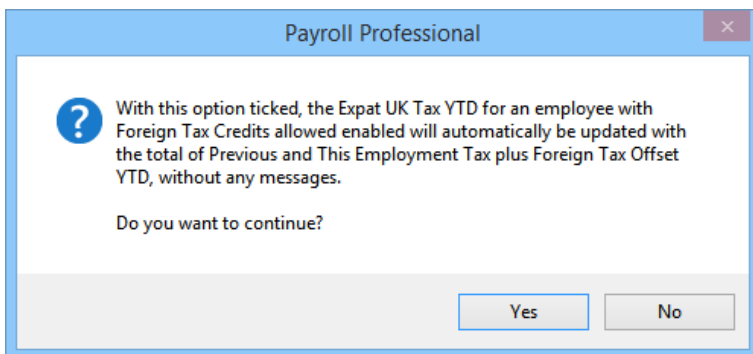 Payroll Professional
With this option ticked, the Expat UK Tax YTD for an employee with
Foreign Tax Credits allowed enabled will automatically be updated with
the total of Previous and This Employment Tax plus Foreign Tax Offset
YTD, without any messages.
Do you want to continue?
Yes No